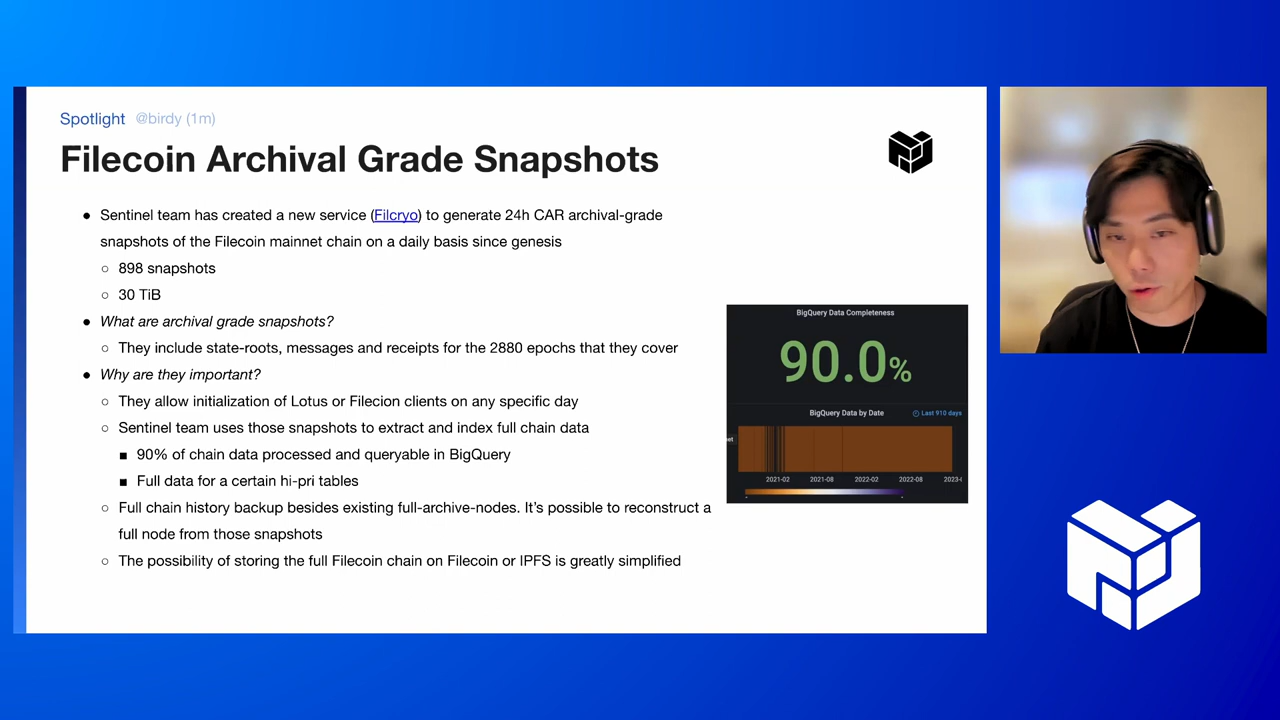 Spotlight @birdy (1m)
Filecoin Archival Grade Snapshots
● Sentinel team has created a new service (Filcryo) to generate 24h CAR archival-grade
snapshots of the Filecoin mainnet chain on a daily basis since genesis
○ 898 snapshots
○ 30 TiB
● What are archival grade snapshots?
○ They include state-roots, messages and receipts for the 2880 epochs that they cover
● Why are they important?
○ They allow initialization of Lotus or Filecion clients on any specific day
○ Sentinel team uses those snapshots to extract and index full chain data
■ 90% of chain data processed and queryable in BigQuery
■ Full data for a certain hi-pri tables
○ Full chain history backup besides existing full-archive-nodes. It’s possible to reconstruct a
full node from those snapshots
○ The possibility of storing the full Filecoin chain on Filecoin or IPFS is greatly simplified
BigQuery Data Completeness
90.0%
BigQuery Data by Date Last 910 days
2021-02 2021-08 2022-02 2022-08